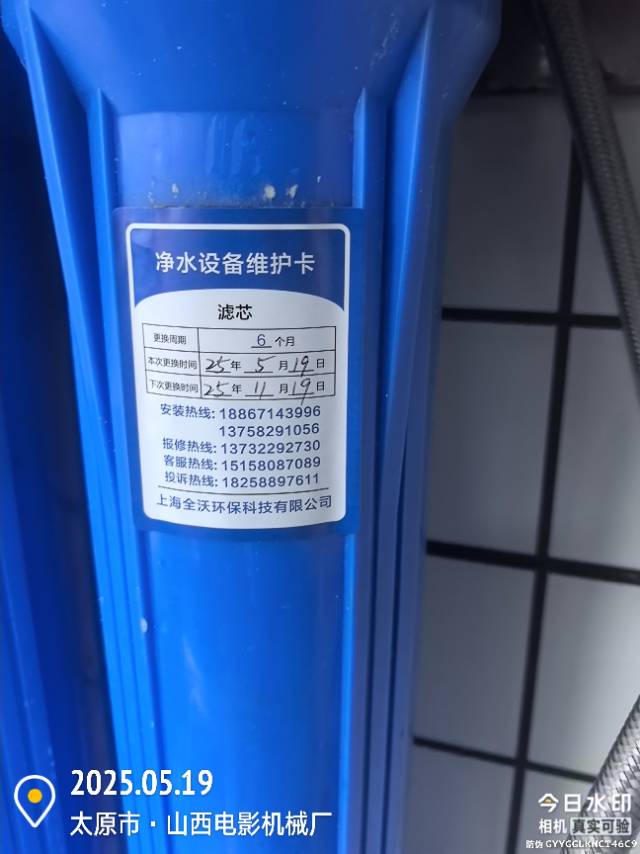 净水设备维护卡
滤芯
更换周期 6 个月
本次更换时间 25 年 5 月 19 日
下次更换时间 25 年 11 月 19 日
安装热线: 18867143996
13758291056
报修热线: 13732292730
客服热线: 15158087089
投诉热线: 18258897611
上海全沃环保科技有限公司
2025.05.19
太原市·山西电影机械厂
今日水印
相机 真实可验
防伪 GYYGGLKNCI46C9